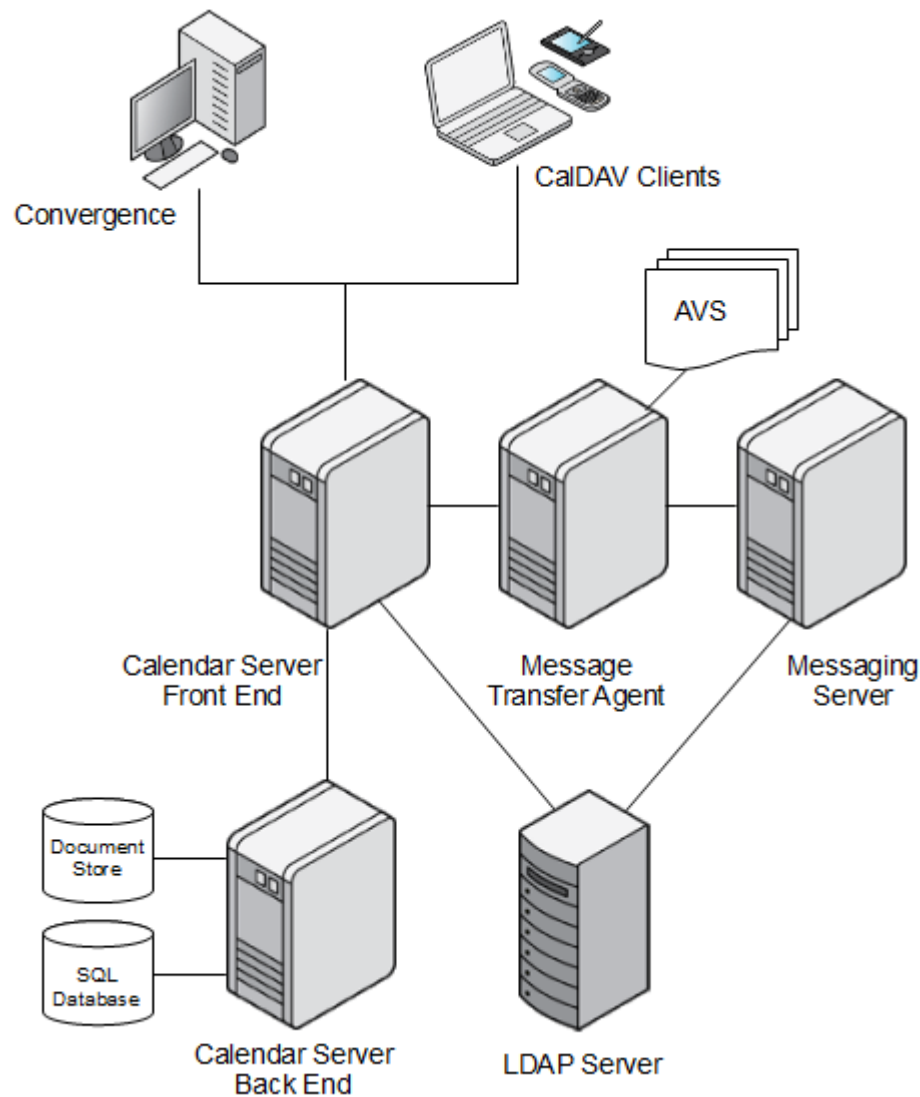 Convergence
CalDAV Clients
AVS
Calendar Server
Front End
Message
Transfer Agent
Messaging
Server
Document
Store
SQL
Database
Calendar Server
Back End
LDAP Server